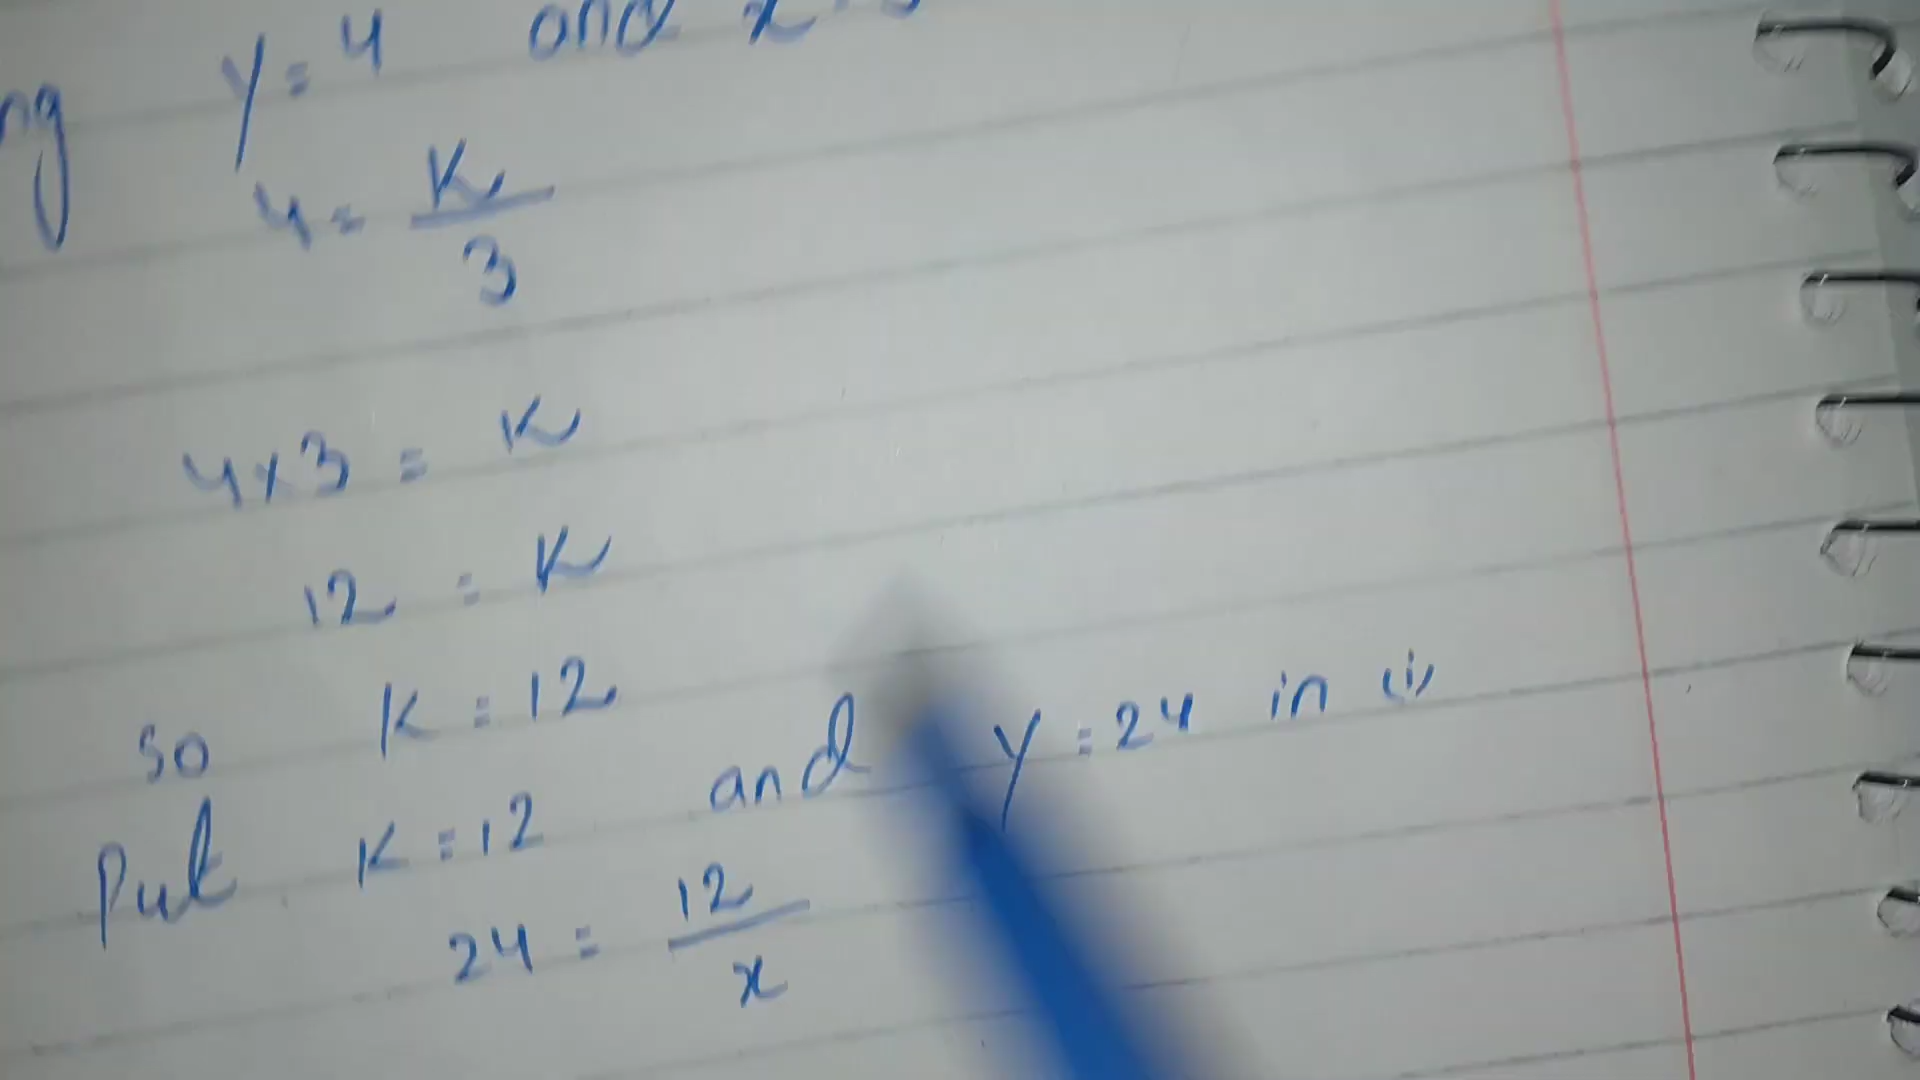 ng y = 4 and x
4 = K/3
4×3 = K
12 = K
so K = 12
Put K = 12 and y = 24 in (i)
24 = 12/x